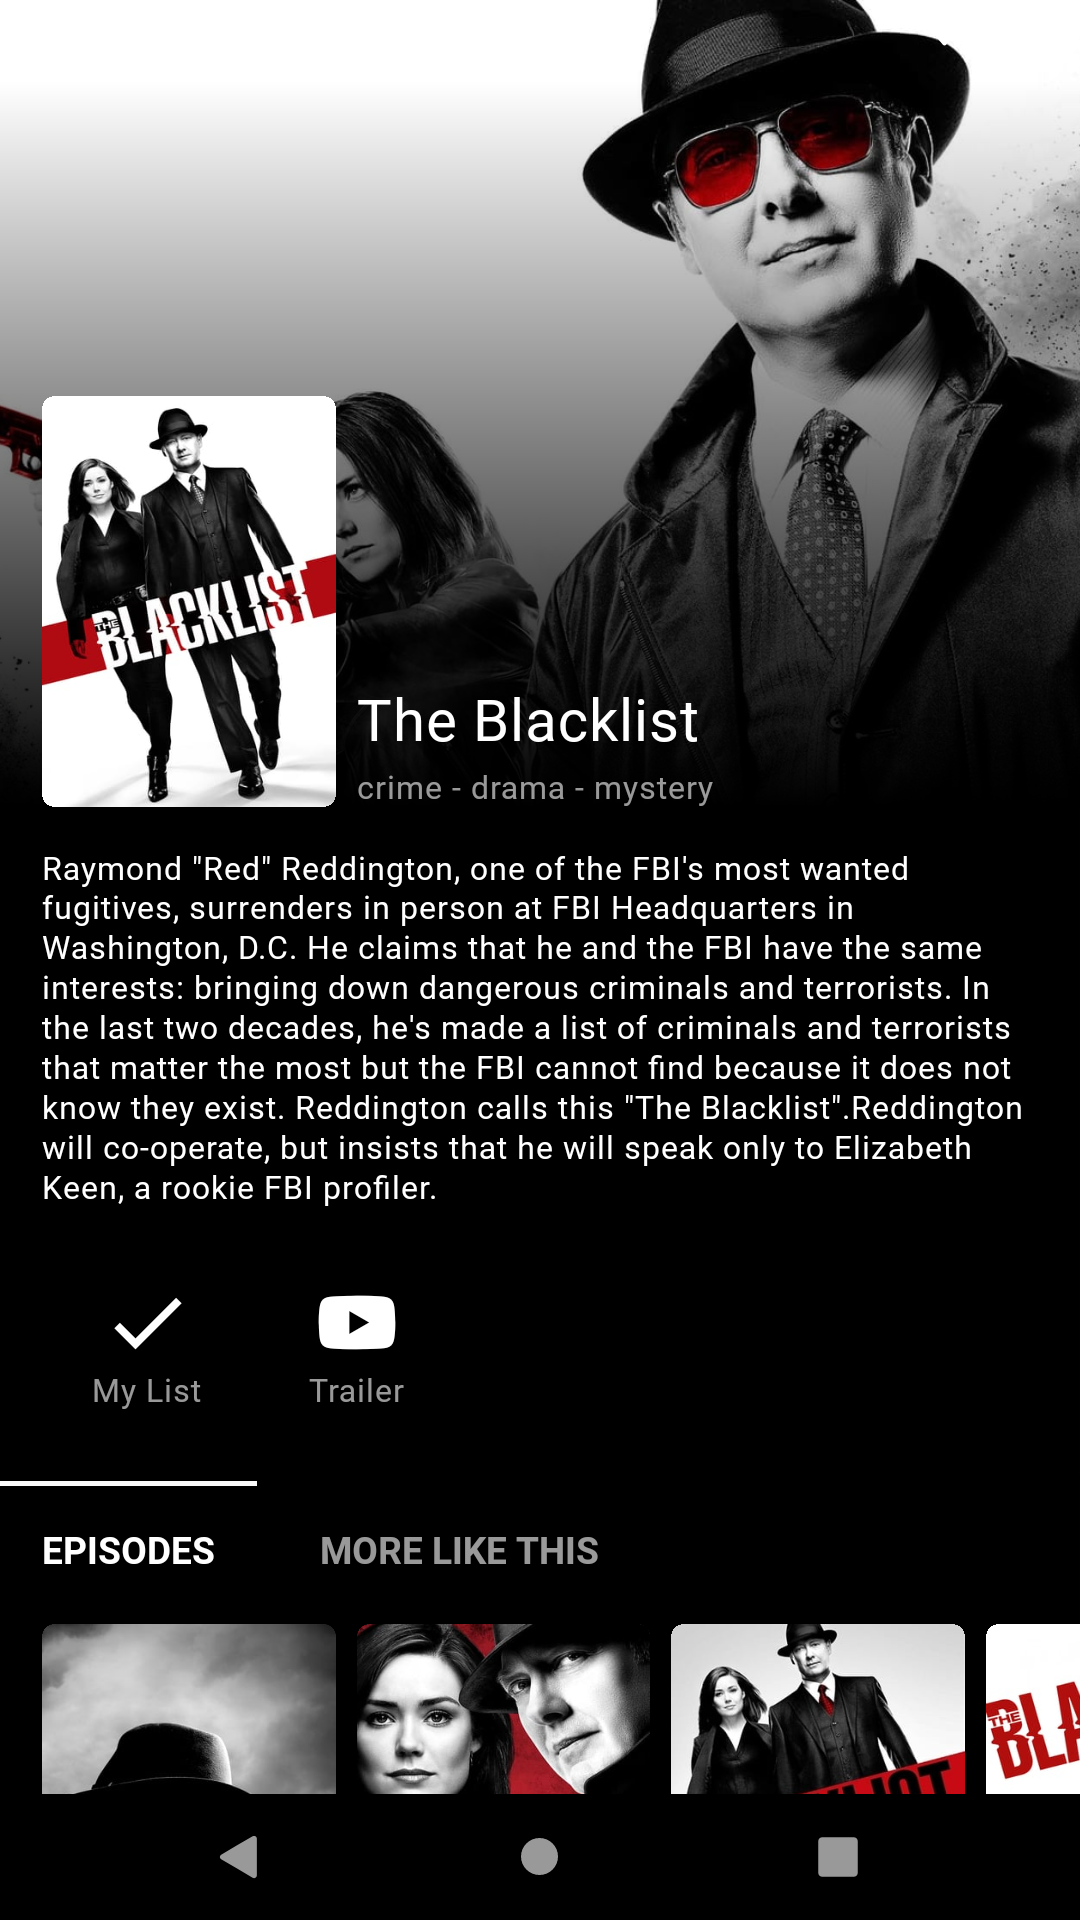 THE
BLACKLIST
The Blacklist
crime - drama - mystery
Raymond "Red" Reddington, one of the FBI's most wanted
fugitives, surrenders in person at FBI Headquarters in
Washington, D.C. He claims that he and the FBI have the same
interests: bringing down dangerous criminals and terrorists. In
the last two decades, he's made a list of criminals and terrorists
that matter the most but the FBI cannot find because it does not
know they exist. Reddington calls this "The Blacklist".Reddington
will co-operate, but insists that he will speak only to Elizabeth
Keen, a rookie FBI profiler.
My List
Trailer
EPISODES
MORE LIKE THIS
THE
BLA